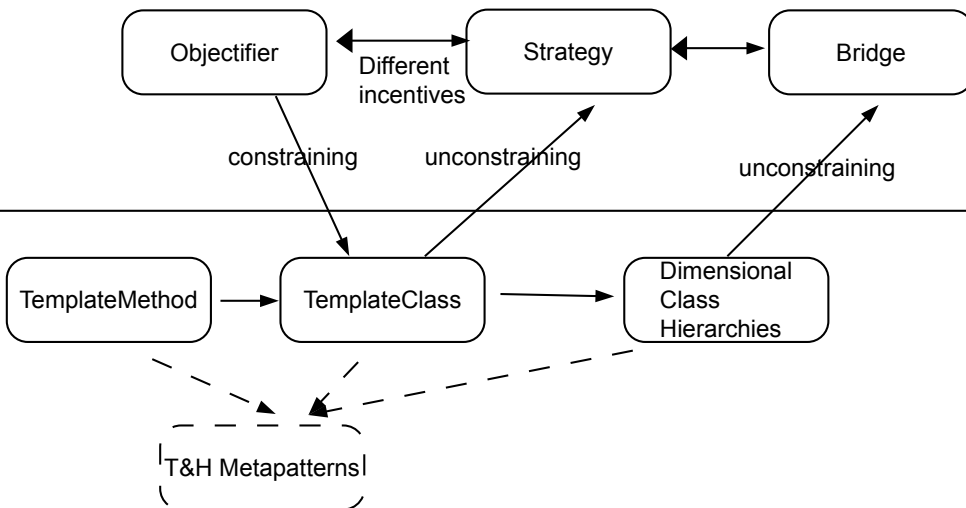 Objectifier
Strategy
Bridge
Different
incentives
constraining
unconstraining
unconstraining
TemplateMethod
TemplateClass
Dimensional
Class
Hierarchies
T&H Metapatterns